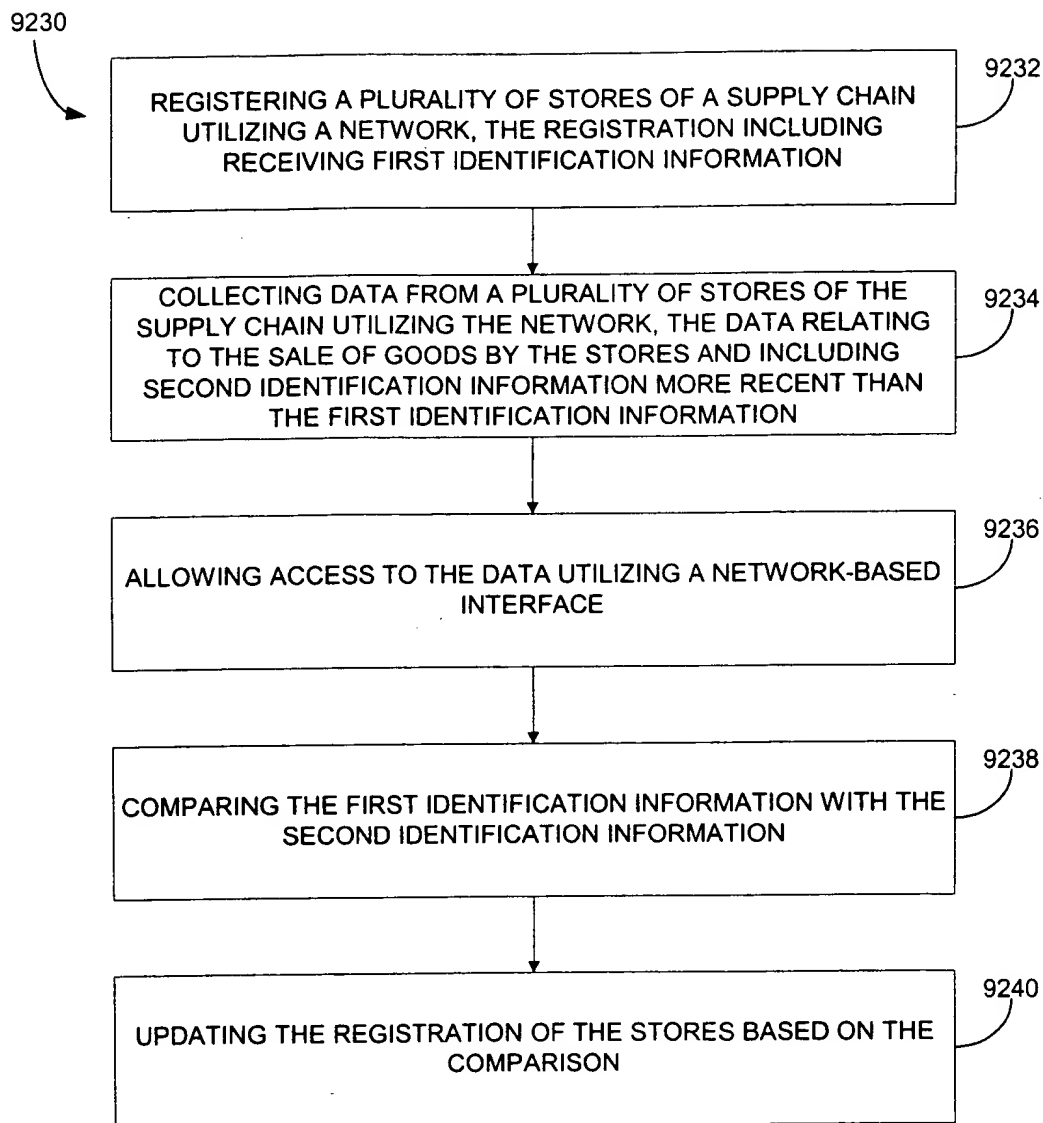 9230
9232
REGISTERING A PLURALITY OF STORES OF A SUPPLY CHAIN
UTILIZING A NETWORK, THE REGISTRATION INCLUDING
RECEIVING FIRST IDENTIFICATION INFORMATION
9234
COLLECTING DATA FROM A PLURALITY OF STORES OF THE
SUPPLY CHAIN UTILIZING THE NETWORK, THE DATA RELATING
TO THE SALE OF GOODS BY THE STORES AND INCLUDING
SECOND IDENTIFICATION INFORMATION MORE RECENT THAN
THE FIRST IDENTIFICATION INFORMATION
9236
ALLOWING ACCESS TO THE DATA UTILIZING A NETWORK-BASED
INTERFACE
9238
COMPARING THE FIRST IDENTIFICATION INFORMATION WITH THE
SECOND IDENTIFICATION INFORMATION
9240
UPDATING THE REGISTRATION OF THE STORES BASED ON THE
COMPARISON